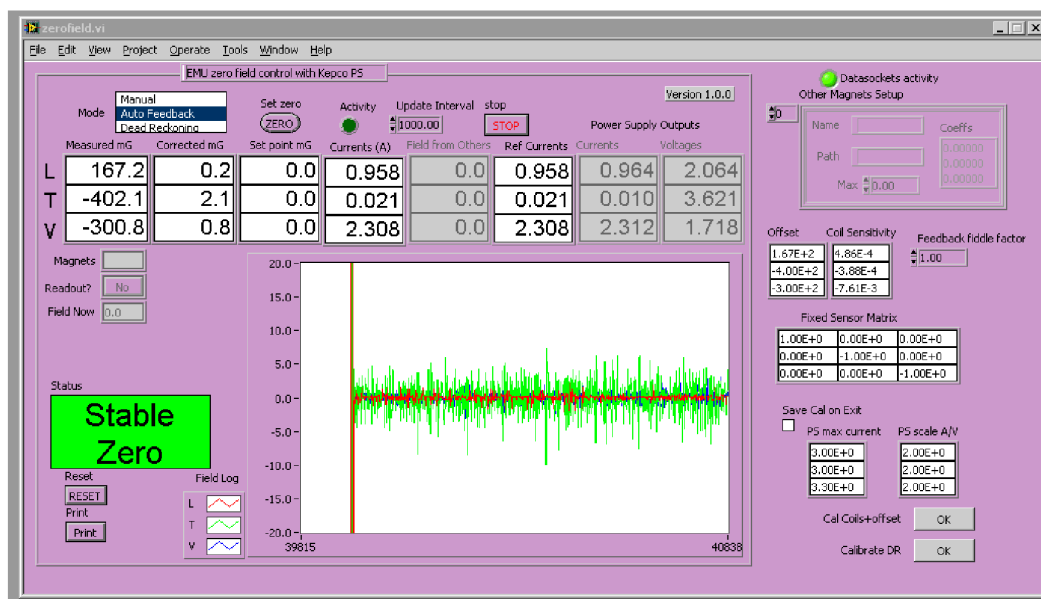 zerofield.vi
File Edit View Project Operate Tools Window Help
EMU zero field control with Kepco PS
Datasockets activity
Version 1.0.0
Other Magnets Setup
Mode
Manual
Auto Feedback
Dead Reckoning
Set zero
ZERO
Activity
Update Interval
1000.00
stop
STOP
Power Supply Outputs
0
Name
Path
Max 0.00
Coeffs
0.00000
0.00000
0.00000
Measured mG Corrected mG Set point mG Currents (A) Field from Others Ref Currents Currents Voltages
L 167.2 0.2 0.0 0.958 0.0 0.958 0.964 2.064
T -402.1 2.1 0.0 0.021 0.0 0.021 0.010 3.621
V -300.8 0.8 0.0 2.308 0.0 2.308 2.312 1.718
Offset Coil Sensitivity Feedback fiddle factor
1.67E+2 4.86E-4 1.00
-4.00E+2 -3.88E-4
-3.00E+2 -7.61E-3
Magnets
Readout? No
Field Now 0.0
20.0
15.0
10.0
5.0
0.0
-5.0
-10.0
-15.0
-20.0
39815 40838
Fixed Sensor Matrix
1.00E+0 0.00E+0 0.00E+0
0.00E+0 -1.00E+0 0.00E+0
0.00E+0 0.00E+0 -1.00E+0
Status
Stable
Zero
Reset
RESET
Print
Print
Field Log
L
T
V
Save Cal on Exit
PS max current PS scale A/V
3.00E+0 2.00E+0
3.00E+0 2.00E+0
3.30E+0 2.00E+0
Cal Coils+offset OK
Calibrate DR OK